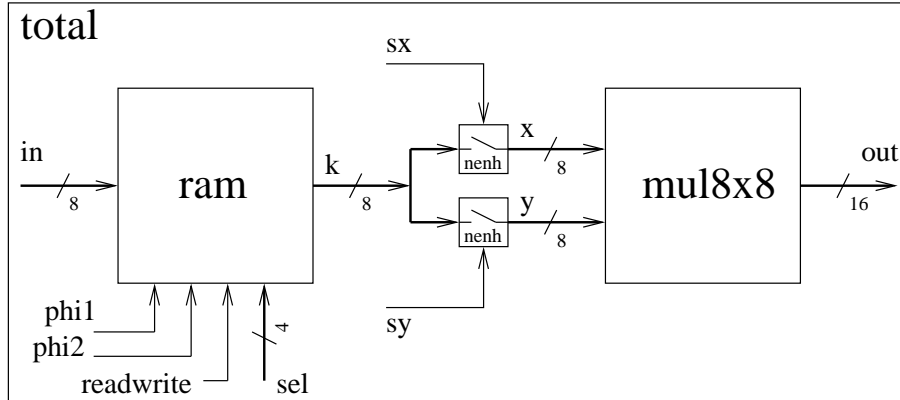 total
sx
in
8
ram
k
8
nenh
x
8
nenh
y
8
mul8x8
out
16
phi1
phi2
readwrite
4
sel
sy